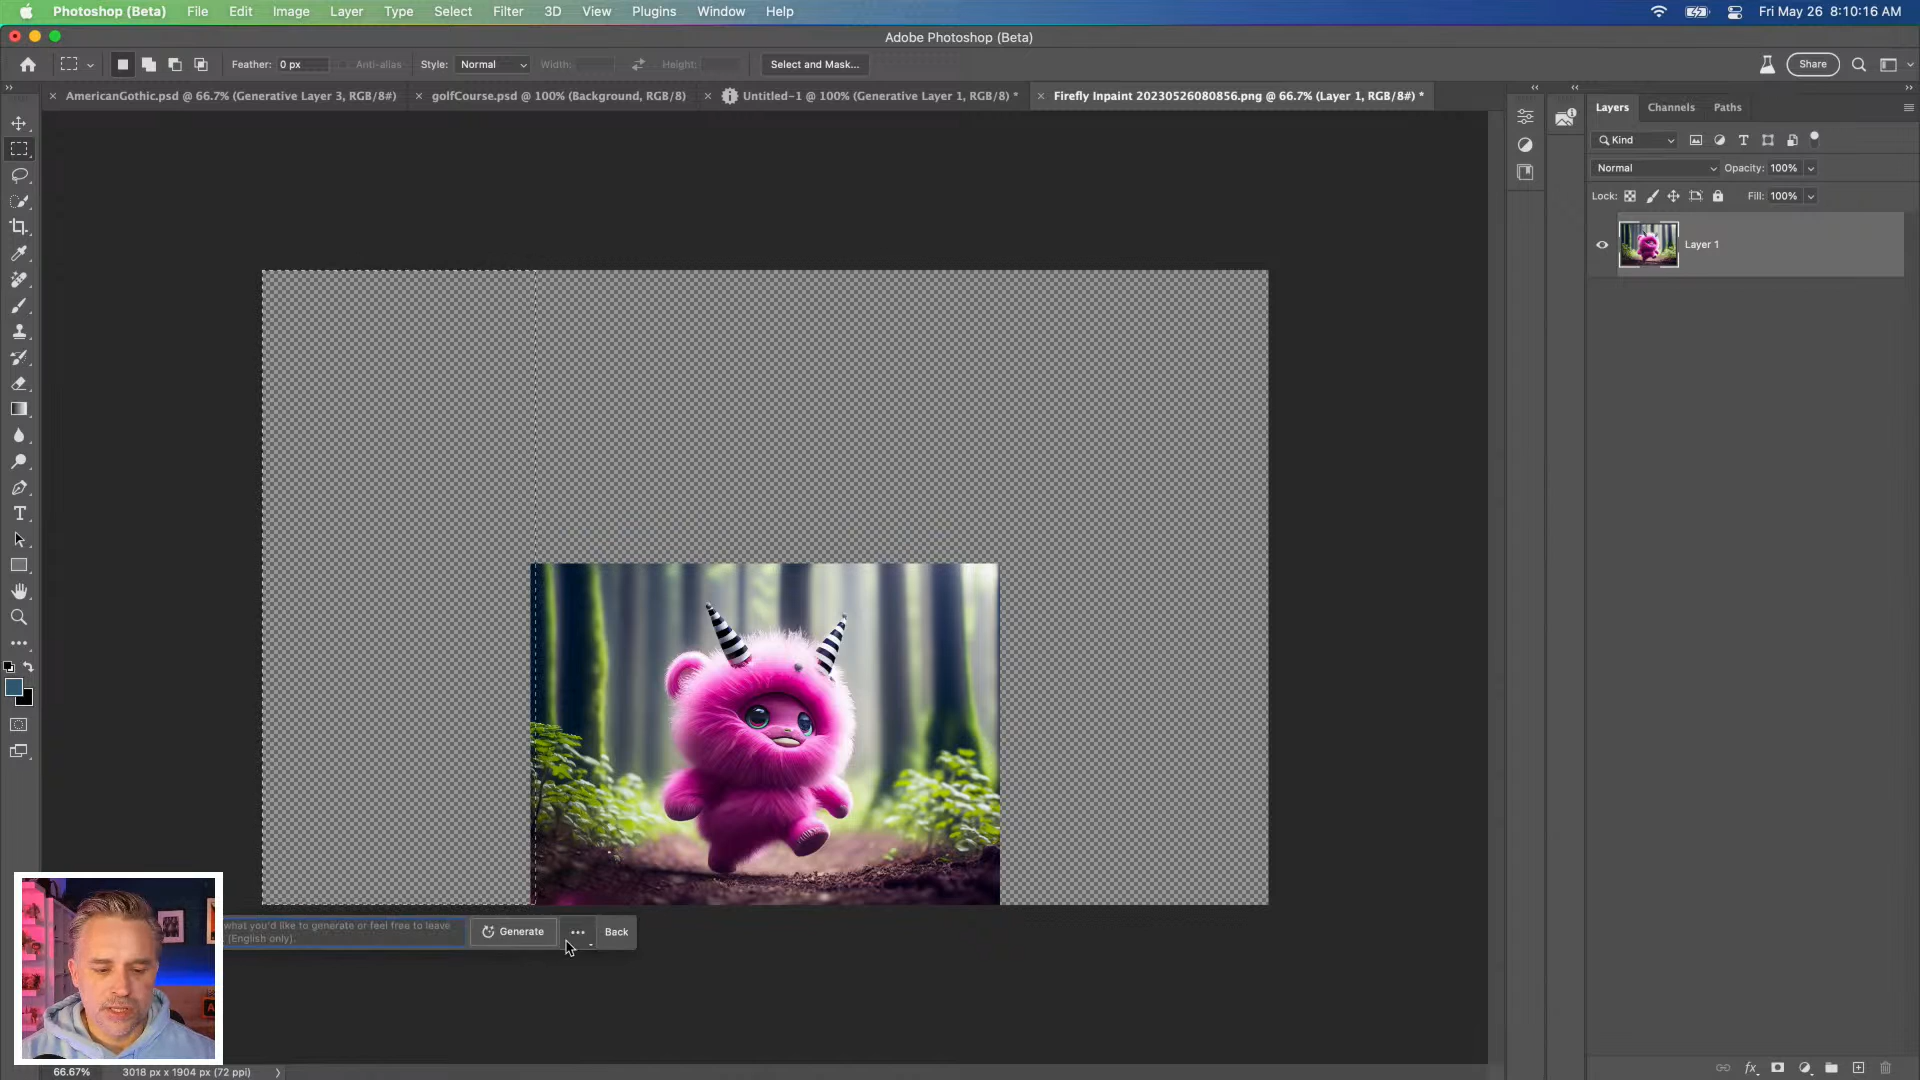 Photoshop (Beta) File Edit Image Layer Type Select Filter 3D View Plugins Window Help Fri May 26 8:10:16 AM
Adobe Photoshop (Beta)
Feather: 0 px Anti-alias Style: Normal Width: Height: Select and Mask... Share
AmericanGothic.psd @ 66.7% (Generative Layer 3, RGB/8#) golfCourse.psd @ 100% (Background, RGB/8) Untitled-1 @ 100% (Generative Layer 1, RGB/8) * Firefly Inpaint 20230526080856.png @ 66.7% (Layer 1, RGB/8#) *
Layers Channels Paths
Kind
Normal Opacity: 100%
Lock: Fill: 100%
Layer 1
what you'd like to generate or feel free to leave
(English only).
Generate ... Back
66.67% 3018 px x 1904 px (72 ppi)